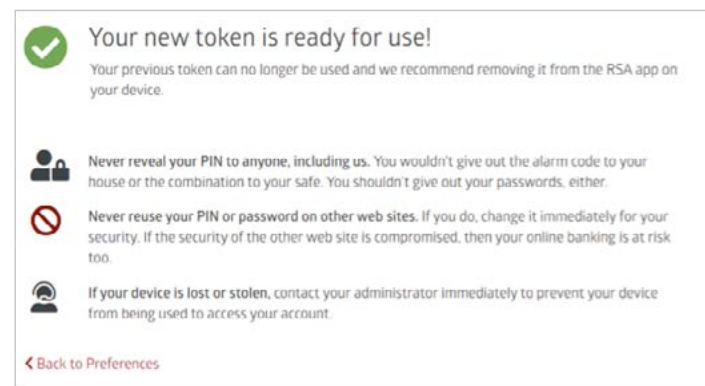 Your new token is ready for use!
Your previous token can no longer be used and we recommend removing it from the RSA app on
your device.
Never reveal your PIN to anyone, including us. You wouldn't give out the alarm code to your
house or the combination to your safe. You shouldn't give out your passwords, either.
Never reuse your PIN or password on other web sites. If you do, change it immediately for your
security. If the security of the other web site is compromised, then your online banking is at risk
too.
If your device is lost or stolen, contact your administrator immediately to prevent your device
from being used to access your account.
Back to Preferences